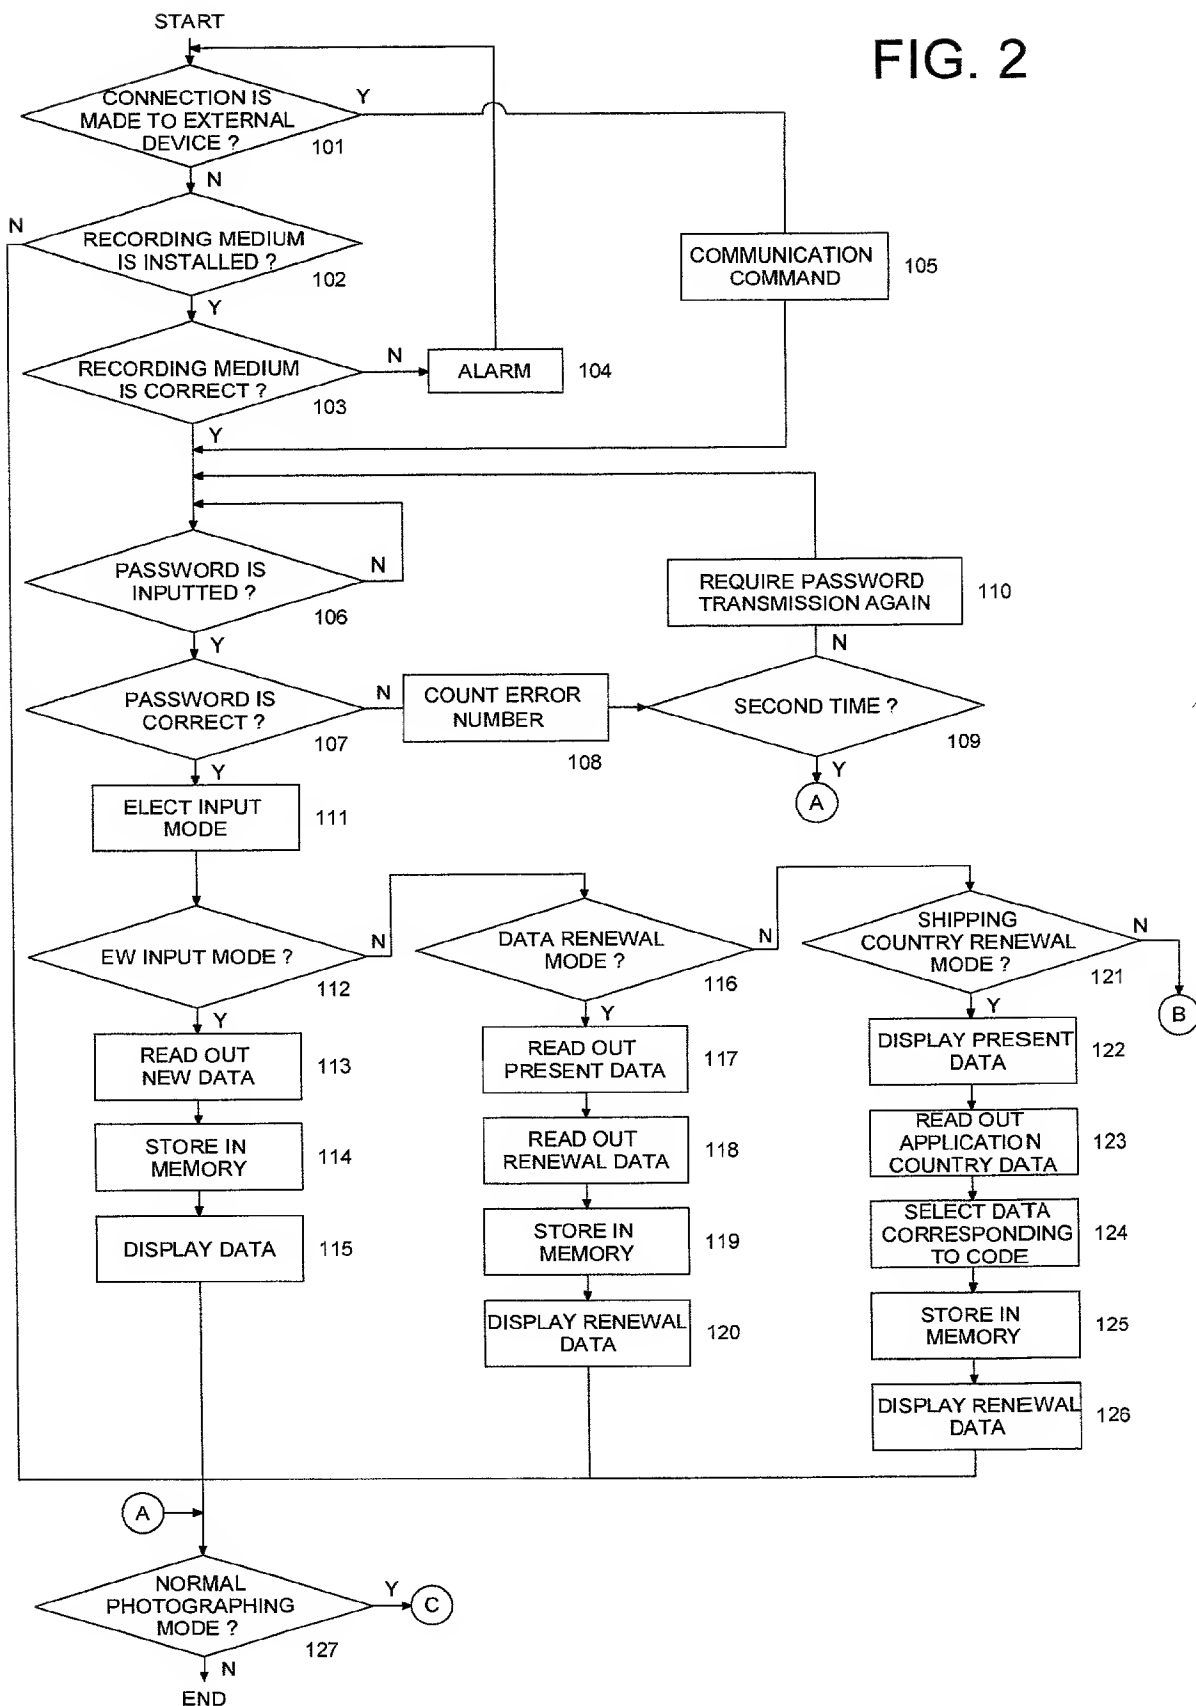 START
FIG. 2
CONNECTION IS
MADE TO EXTERNAL
DEVICE ?
101
Y
N
N
RECORDING MEDIUM
IS INSTALLED ?
102
Y
COMMUNICATION
COMMAND
105
RECORDING MEDIUM
IS CORRECT ?
103
N
ALARM
104
Y
PASSWORD IS
INPUTTED ?
106
N
Y
REQUIRE PASSWORD
TRANSMISSION AGAIN
110
N
PASSWORD IS
CORRECT ?
107
N
COUNT ERROR
NUMBER
108
SECOND TIME ?
109
Y
Y
A
ELECT INPUT
MODE
111
EW INPUT MODE ?
112
N
Y
DATA RENEWAL
MODE ?
116
N
Y
SHIPPING
COUNTRY RENEWAL
MODE ?
121
N
Y
B
READ OUT
NEW DATA
113
STORE IN
MEMORY
114
DISPLAY DATA
115
READ OUT
PRESENT DATA
117
READ OUT
RENEWAL DATA
118
STORE IN
MEMORY
119
DISPLAY RENEWAL
DATA
120
DISPLAY PRESENT
DATA
122
READ OUT
APPLICATION
COUNTRY DATA
123
SELECT DATA
CORRESPONDING
TO CODE
124
STORE IN
MEMORY
125
DISPLAY RENEWAL
DATA
126
A
NORMAL
PHOTOGRAPHING
MODE ?
127
Y
C
N
END